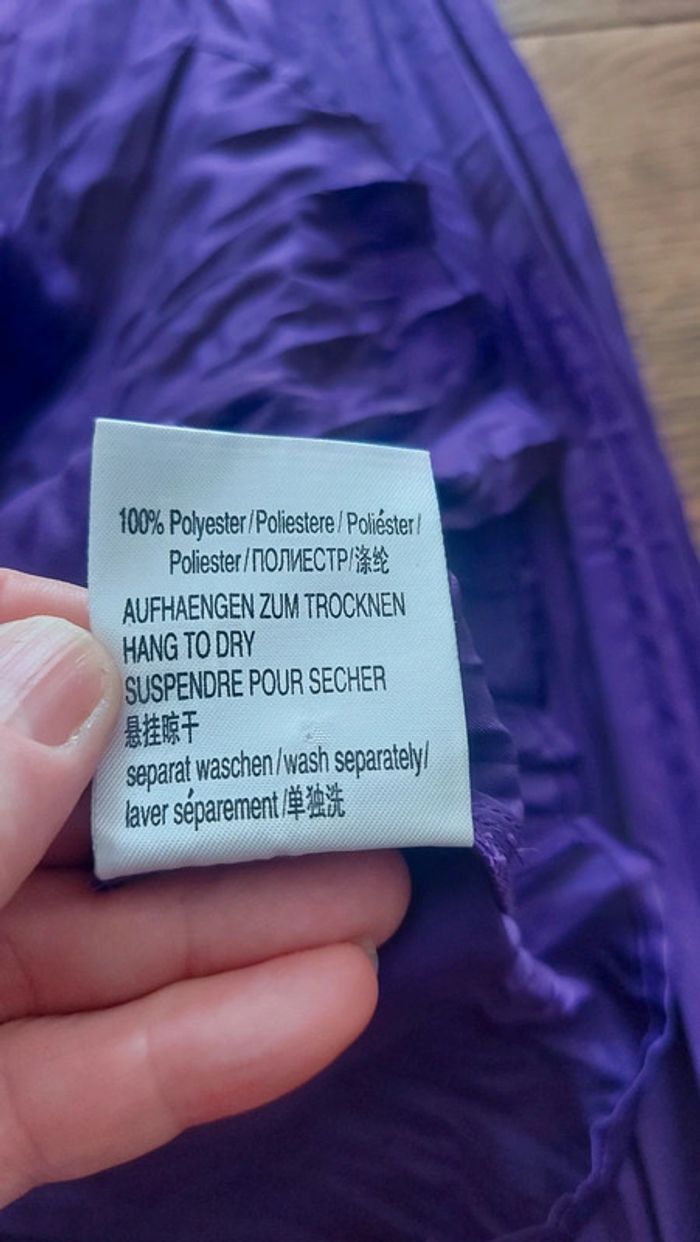 100% Polyester/Poliestere/Poliéster/
Poliester/ПОЛИЕСТР/涤纶
AUFHAENGEN ZUM TROCKNEN
HANG TO DRY
SUSPENDRE POUR SECHER
悬挂晾干
separat waschen/wash separately/
laver séparement/单独洗